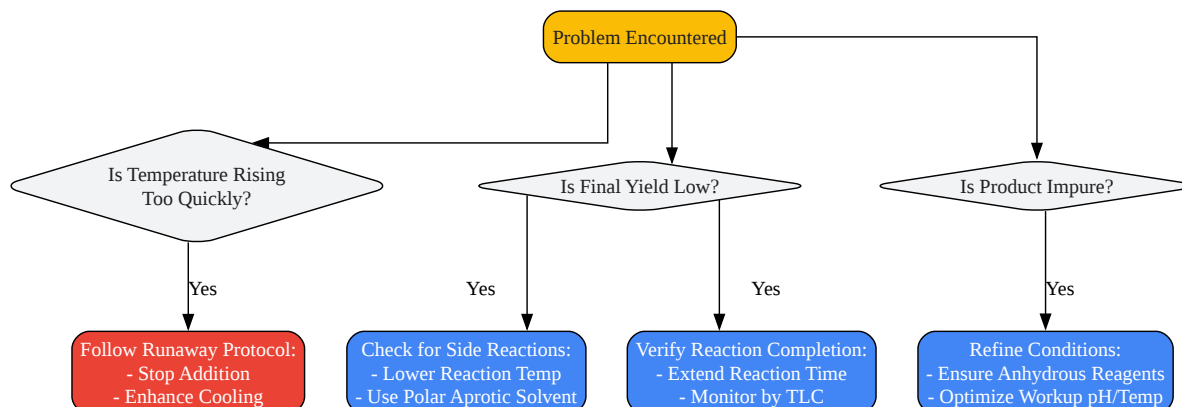 Problem Encountered
Is Temperature Rising
Too Quickly?
Is Final Yield Low?
Is Product Impure?
Yes
Yes
Yes
Yes
Follow Runaway Protocol:
- Stop Addition
- Enhance Cooling
Check for Side Reactions:
- Lower Reaction Temp
- Use Polar Aprotic Solvent
Verify Reaction Completion:
- Extend Reaction Time
- Monitor by TLC
Refine Conditions:
- Ensure Anhydrous Reagents
- Optimize Workup pH/Temp